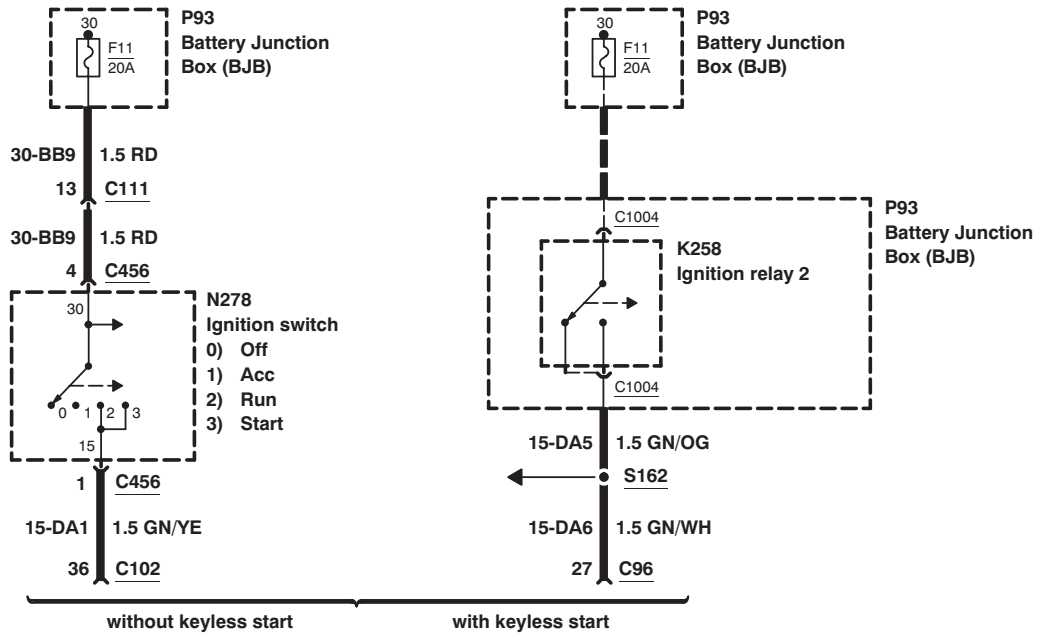 30
F11
20A
P93
Battery Junction
Box (BJB)
30-BB9 1.5 RD
13 C111
30-BB9 1.5 RD
4 C456
30
N278
Ignition switch
0) Off
1) Acc
2) Run
3) Start
0 1 2 3
15
1 C456
15-DA1 1.5 GN/YE
36 C102
without keyless start
30
F11
20A
P93
Battery Junction
Box (BJB)
C1004
P93
Battery Junction
Box (BJB)
K258
Ignition relay 2
C1004
15-DA5 1.5 GN/OG
S162
15-DA6 1.5 GN/WH
27 C96
with keyless start